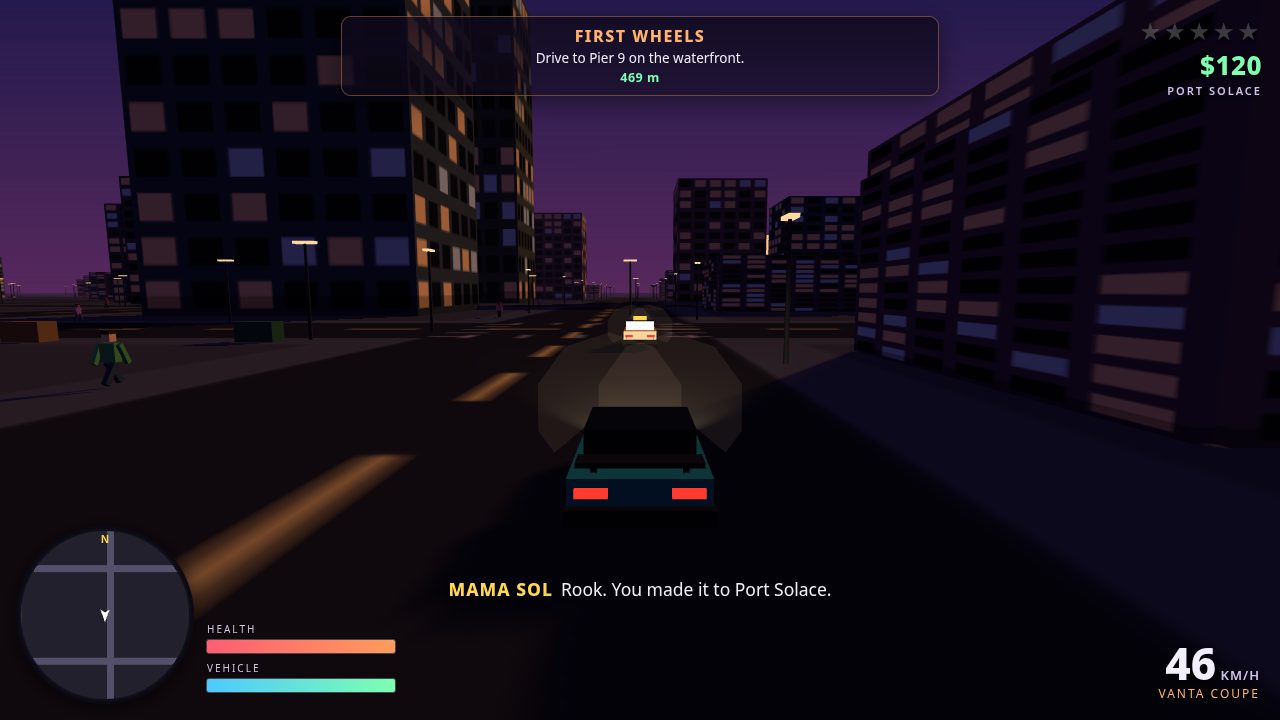 FIRST WHEELS
Drive to Pier 9 on the waterfront.
469 m
$120
PORT SOLACE
N
MAMA SOL Rook. You made it to Port Solace.
HEALTH
VEHICLE
46 KM/H
VANTA COUPE